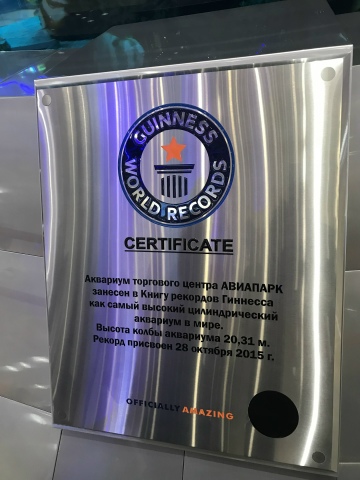 GUINNESS
WORLD RECORDS
CERTIFICATE
Аквариум торгового центра АВИАПАРК
занесен в Книгу рекордов Гиннесса
как самый высокий цилиндрический
аквариум в мире.
Высота колбы аквариума 20,31 м.
Рекорд присвоен 28 октября 2015 г.
OFFICIALLY AMAZING